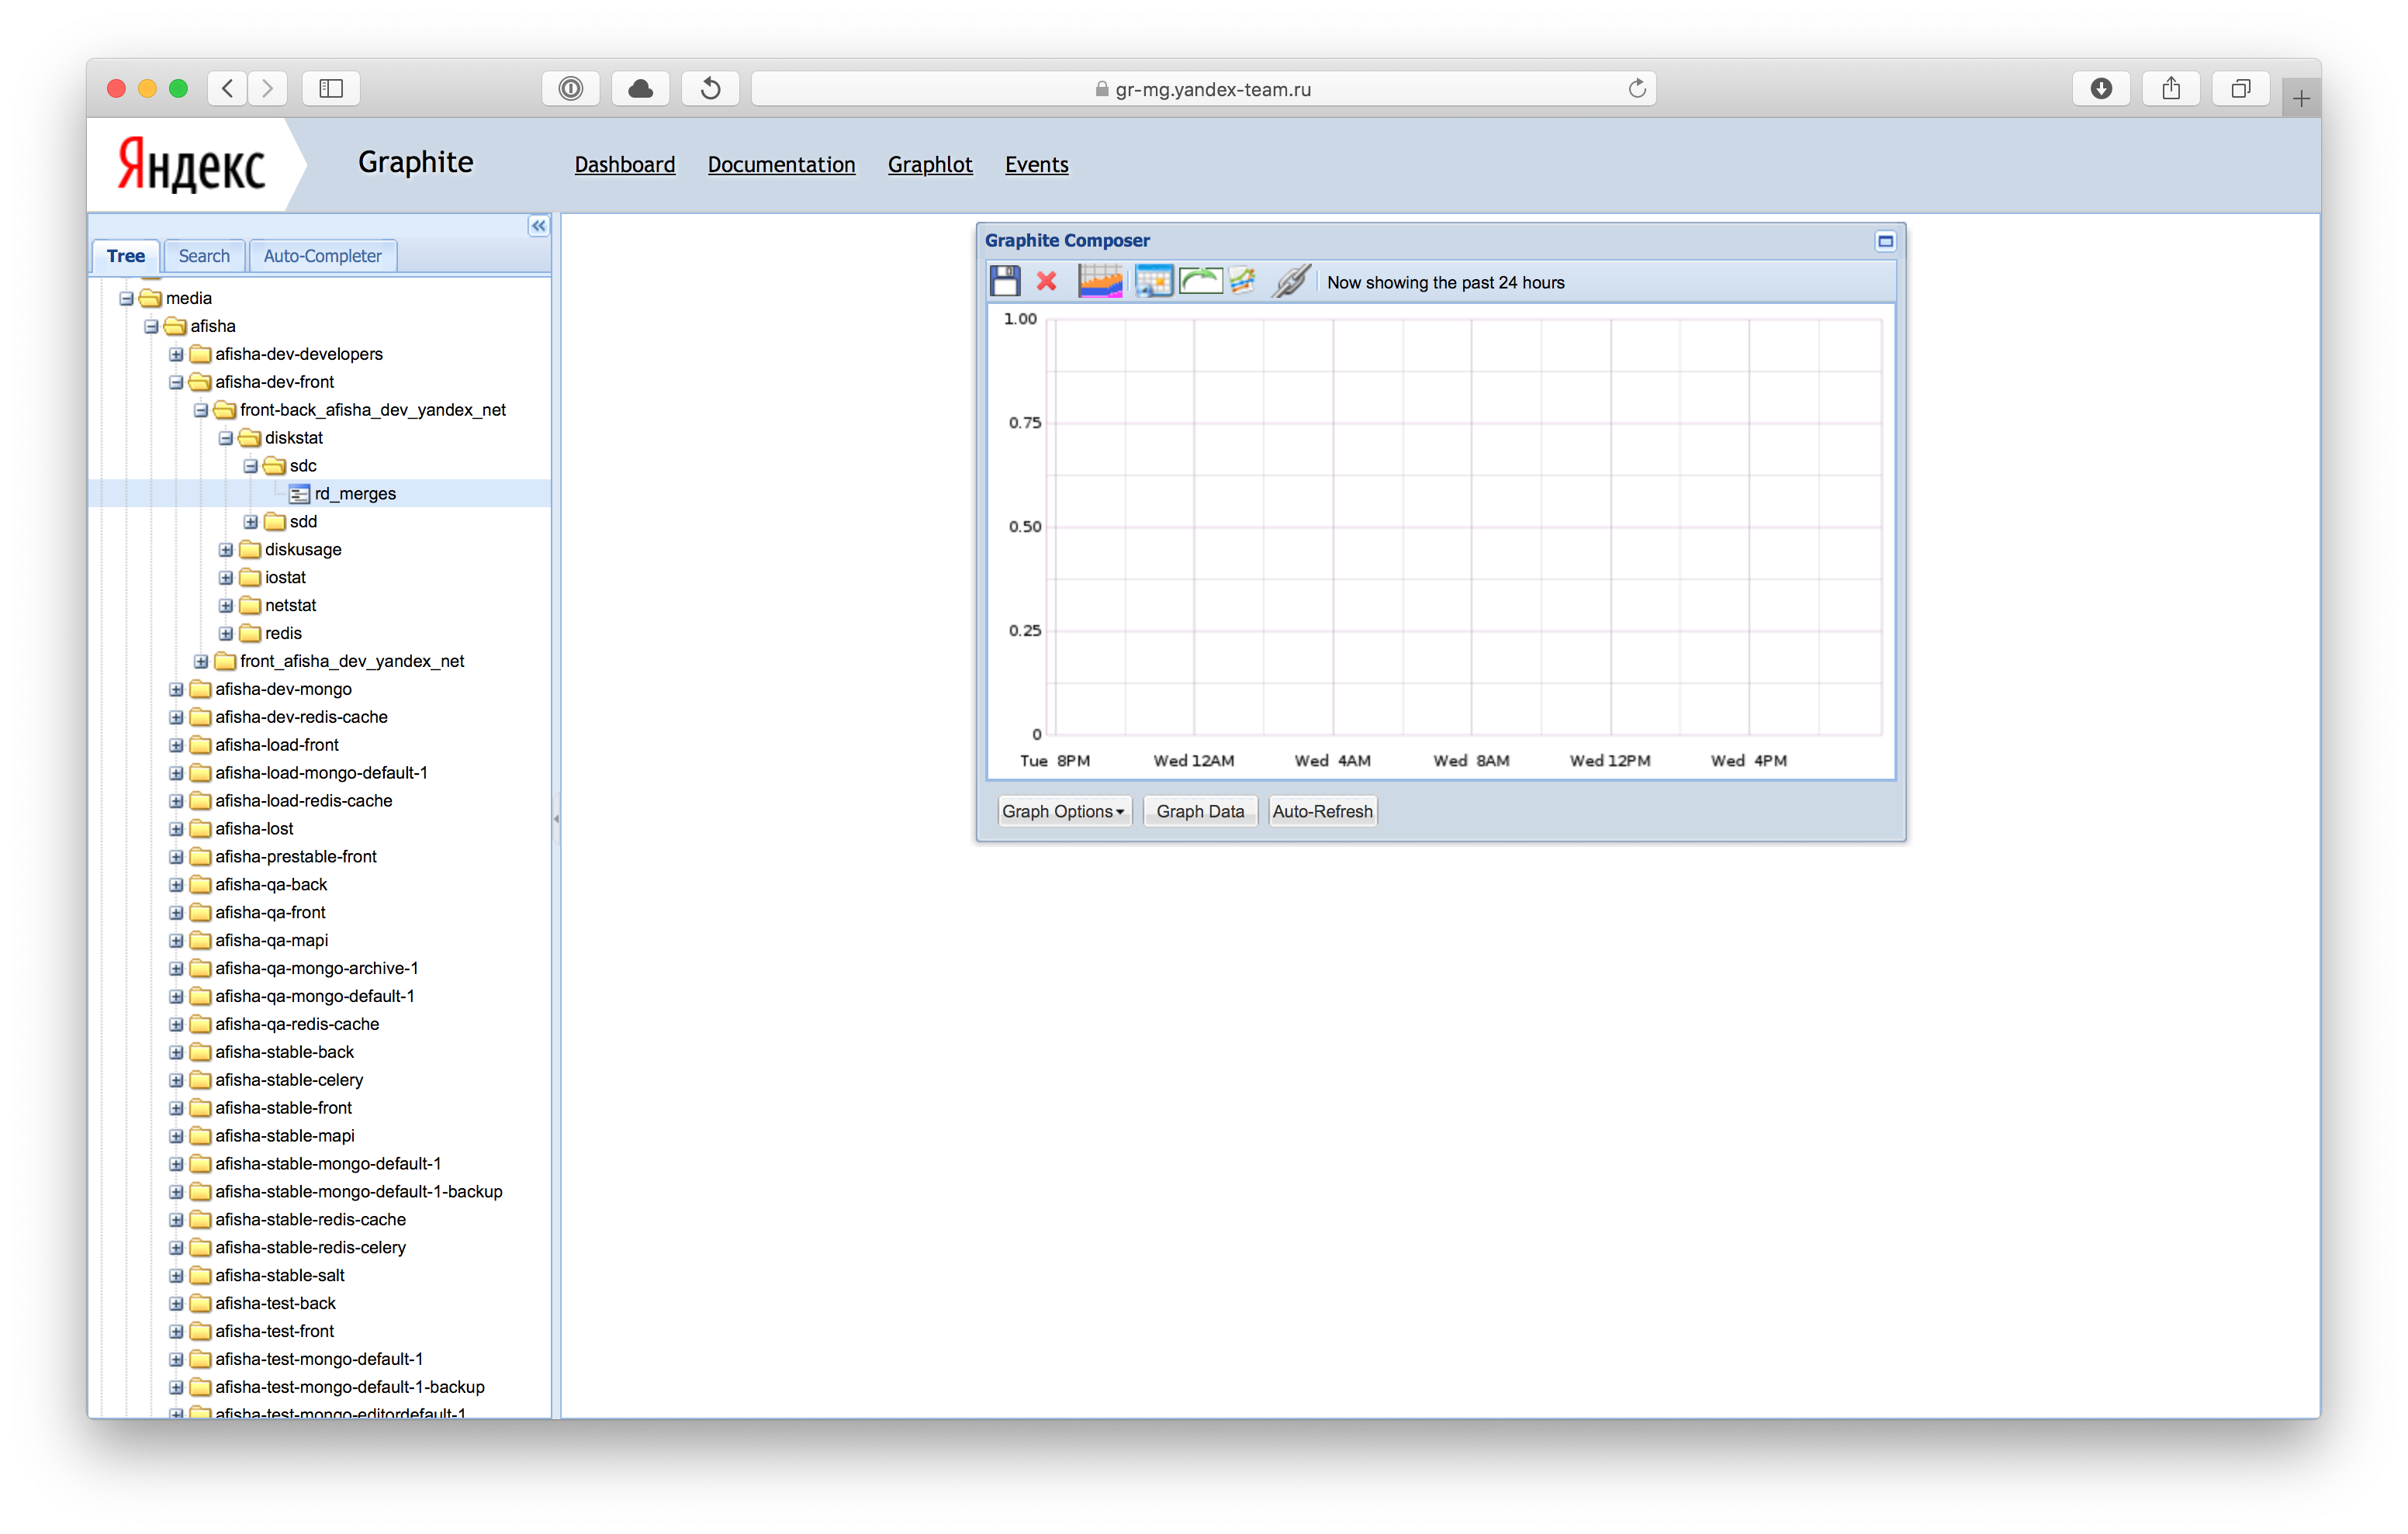 gr-mg.yandex-team.ru
Яндекс
Graphite
Dashboard Documentation Graphlot Events
Tree Search Auto-Completer
media
afisha
afisha-dev-developers
afisha-dev-front
front-back_afisha_dev_yandex_net
diskstat
sdc
rd_merges
sdd
diskusage
iostat
netstat
redis
front_afisha_dev_yandex_net
afisha-dev-mongo
afisha-dev-redis-cache
afisha-load-front
afisha-load-mongo-default-1
afisha-load-redis-cache
afisha-lost
afisha-prestable-front
afisha-qa-back
afisha-qa-front
afisha-qa-mapi
afisha-qa-mongo-archive-1
afisha-qa-mongo-default-1
afisha-qa-redis-cache
afisha-stable-back
afisha-stable-celery
afisha-stable-front
afisha-stable-mapi
afisha-stable-mongo-default-1
afisha-stable-mongo-default-1-backup
afisha-stable-redis-cache
afisha-stable-redis-celery
afisha-stable-salt
afisha-test-back
afisha-test-front
afisha-test-mongo-default-1
afisha-test-mongo-default-1-backup
afisha-test-mongo-editordefault-1
Graphite Composer
Now showing the past 24 hours
1.00
0.75
0.50
0.25
0
Tue 8PM Wed 12AM Wed 4AM Wed 8AM Wed 12PM Wed 4PM
Graph Options Graph Data Auto-Refresh